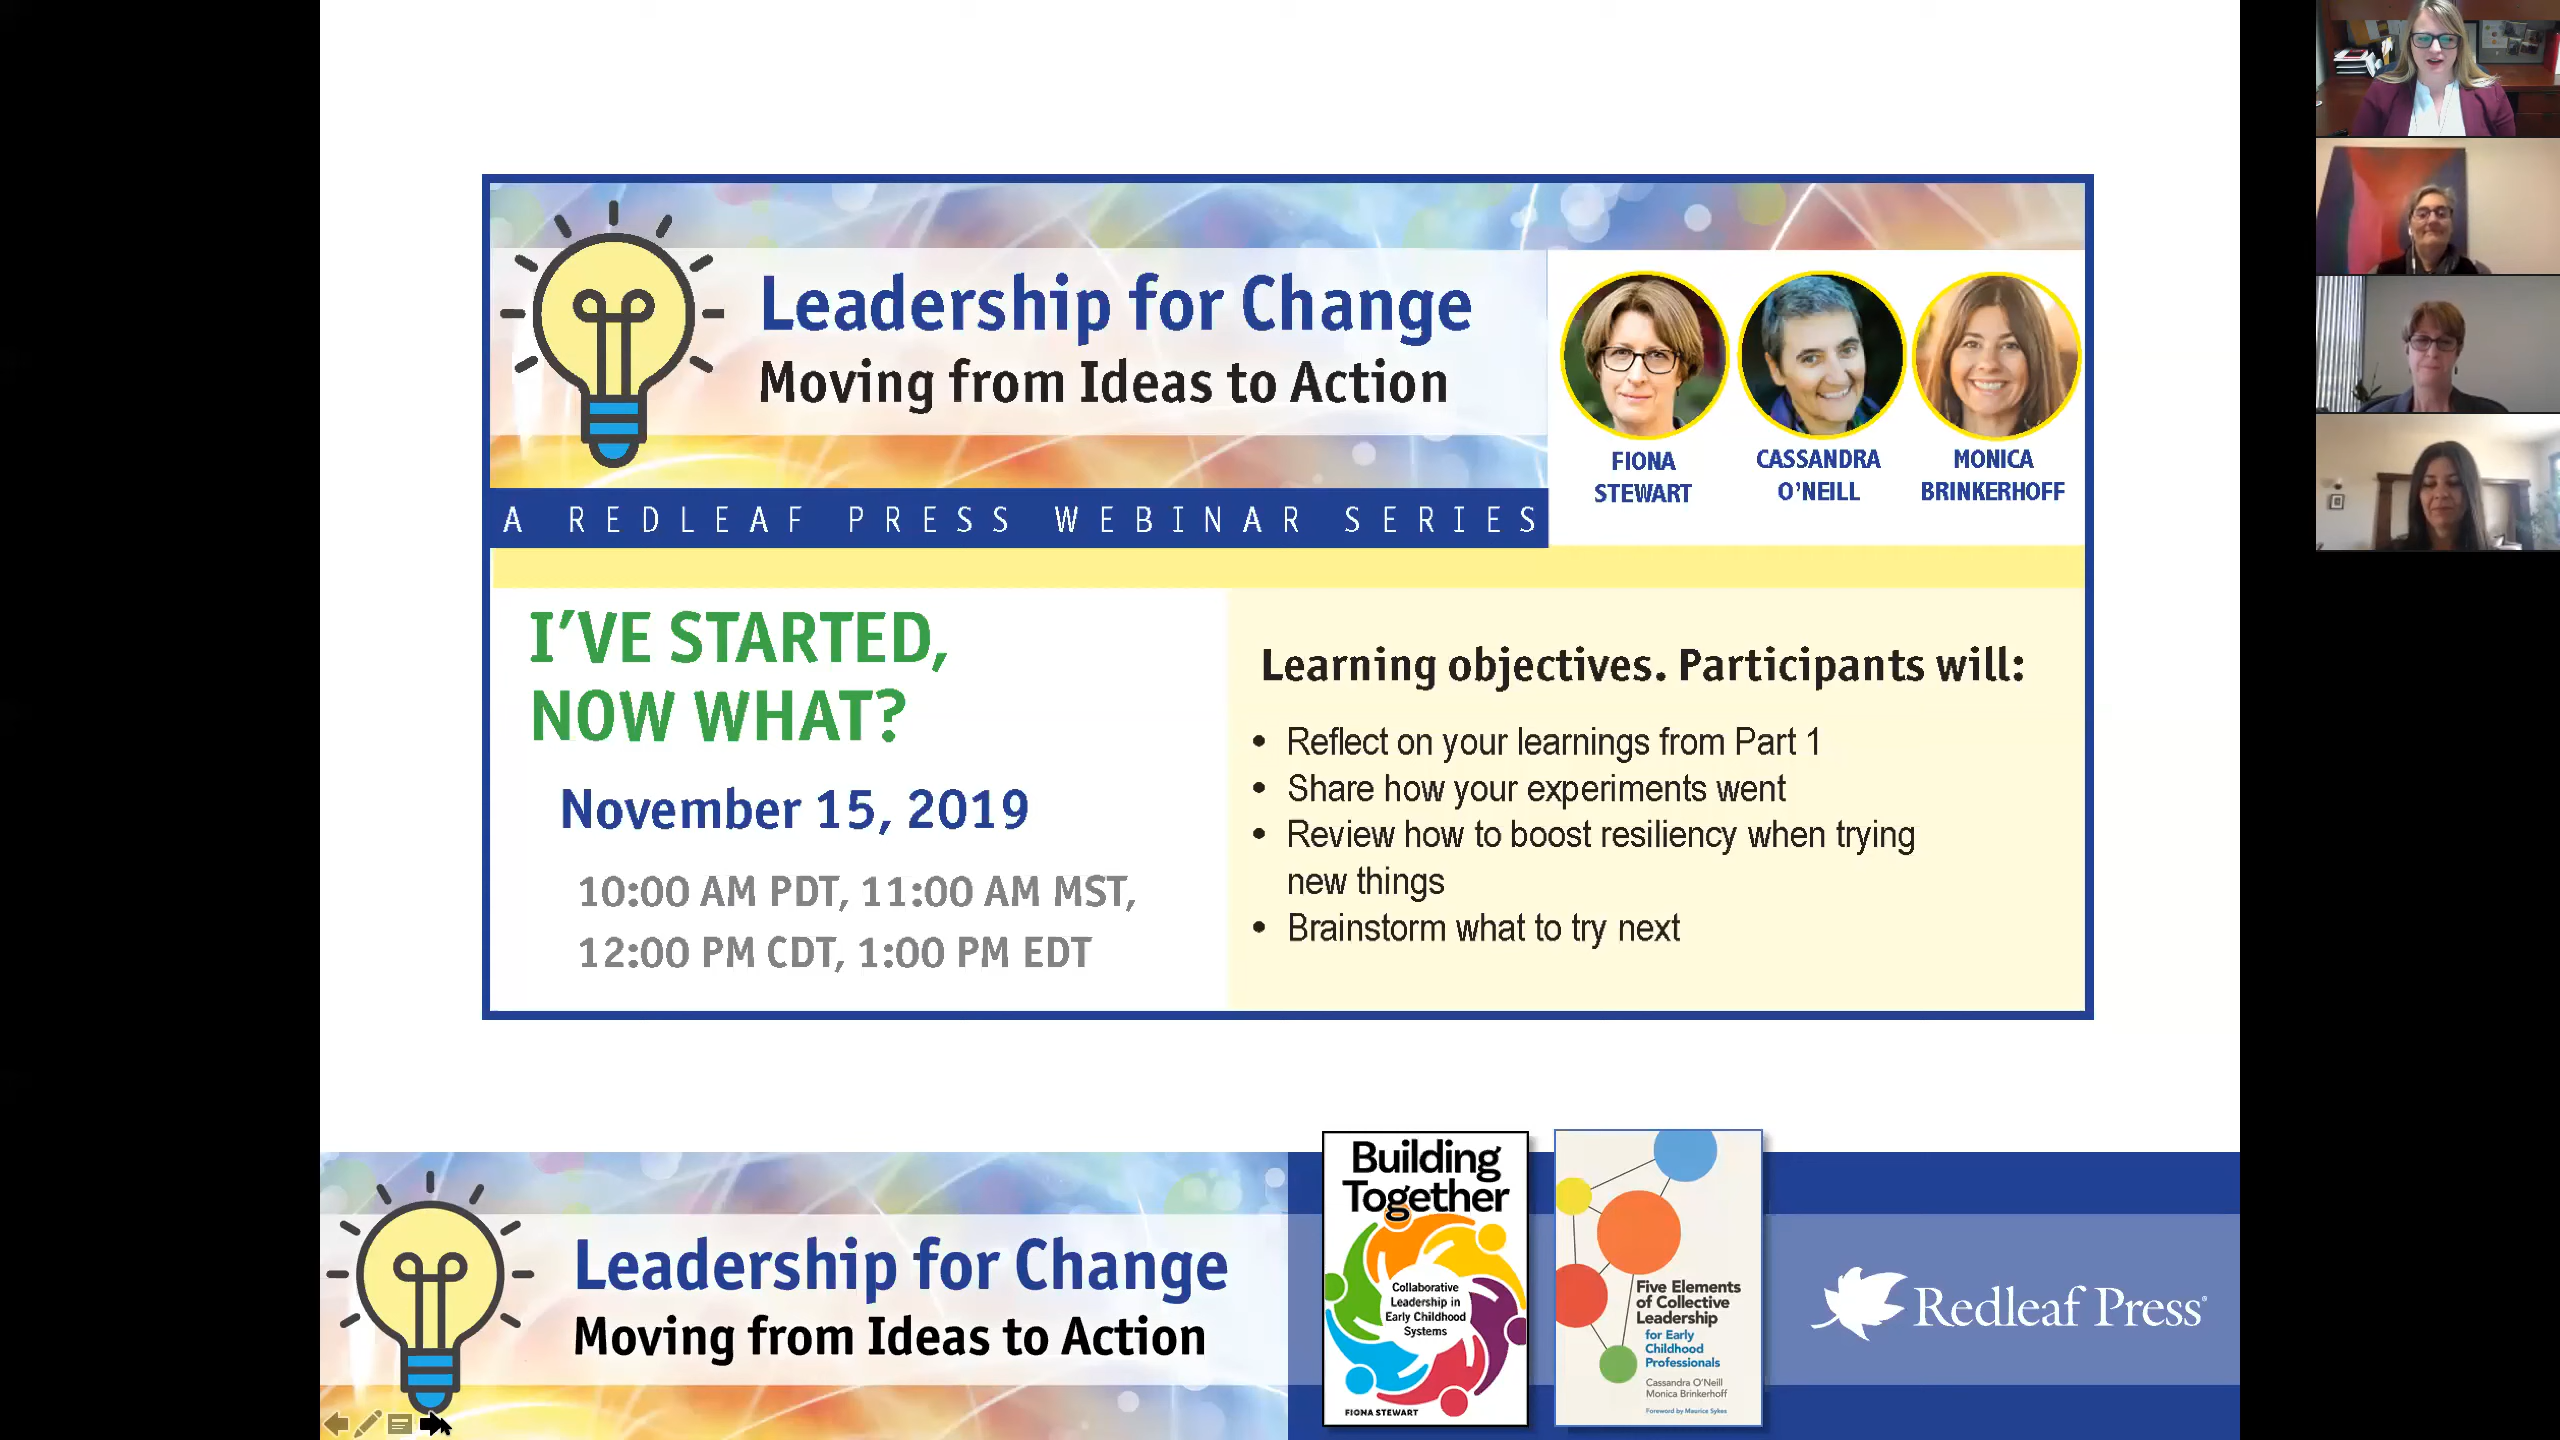 Leadership for Change
Moving from Ideas to Action
A REDLEAF PRESS WEBINAR SERIES
FIONA
STEWART
CASSANDRA
O'NEILL
MONICA
BRINKERHOFF
I'VE STARTED,
NOW WHAT?
November 15, 2019
10:00 AM PDT, 11:00 AM MST,
12:00 PM CDT, 1:00 PM EDT
Learning objectives. Participants will:
• Reflect on your learnings from Part 1
• Share how your experiments went
• Review how to boost resiliency when trying
new things
• Brainstorm what to try next
Leadership for Change
Moving from Ideas to Action
Building
Together
Collaborative
Leadership in
Early Childhood
Systems
FIONA STEWART
Five Elements
of Collective
Leadership
for Early
Childhood
Professionals
Cassandra O'Neill
Monica Brinkerhoff
Foreword by Maurice Sykes
Redleaf Press®